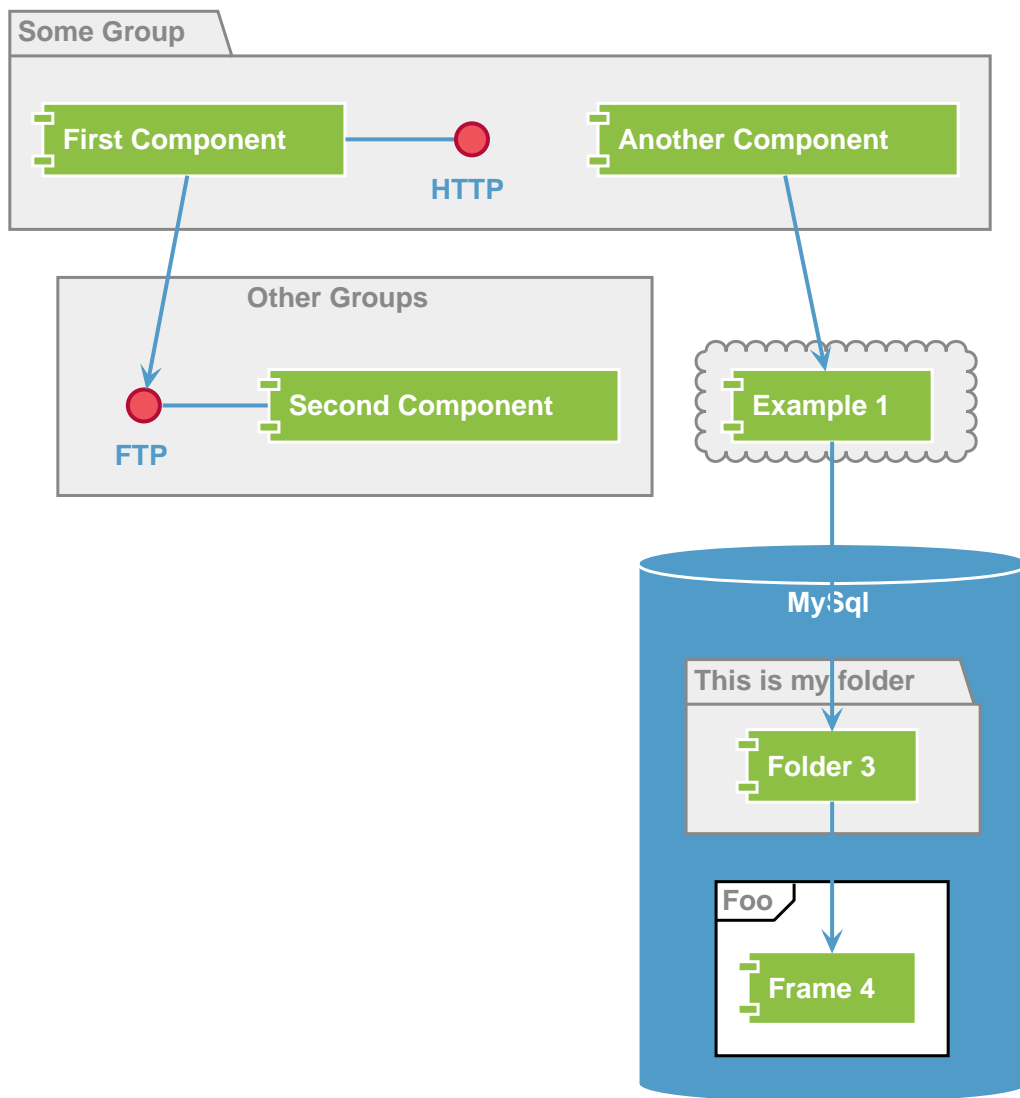 Some Group
First Component
Another Component
HTTP
Other Groups
Second Component
Example 1
FTP
MySql
This is my folder
Folder 3
Foo
Frame 4